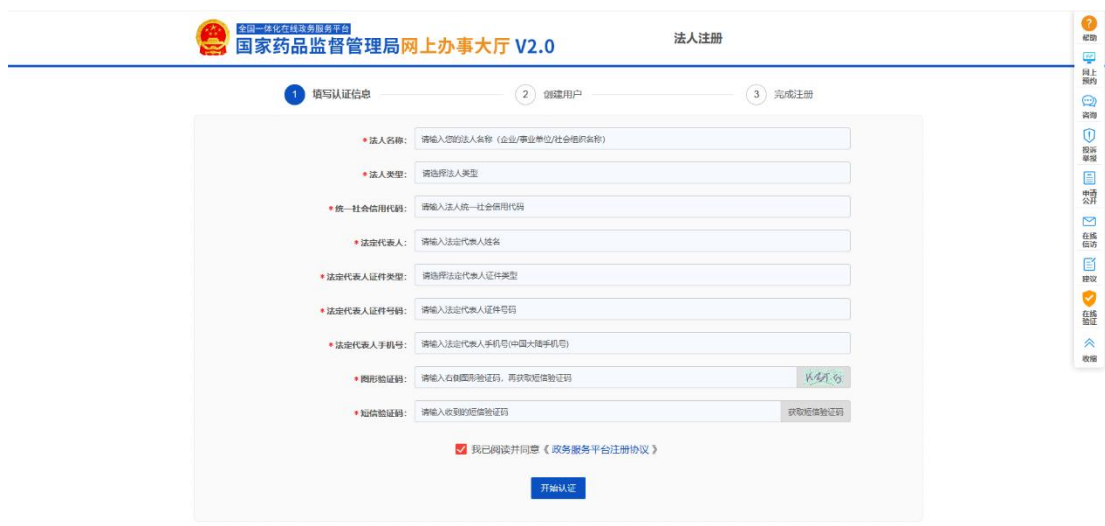 全国一体化在线政务服务平台
国家药品监督管理局网上办事大厅 V2.0
法人注册
1 填写认证信息
2 创建用户
3 完成注册
*法人名称: 请输入您的法人名称（企业/事业单位/社会组织名称）
*法人类型: 请选择法人类型
*统一社会信用代码: 请输入法人统一社会信用代码
*法定代表人: 请输入法定代表人姓名
*法定代表人证件类型: 请选择法定代表人证件类型
*法定代表人证件号码: 请输入法定代表人证件号码
*法定代表人手机号: 请输入法定代表人手机号(中国大陆手机号)
*图形验证码: 请输入右侧图形验证码，再获取短信验证码
*短信验证码: 请输入收到的短信验证码 获取短信验证码
我已阅读并同意《 政务服务平台注册协议 》
开始认证
帮助
网上
预约
咨询
投诉
举报
申请
公开
在线
信访
建议
在线
验证
收缩